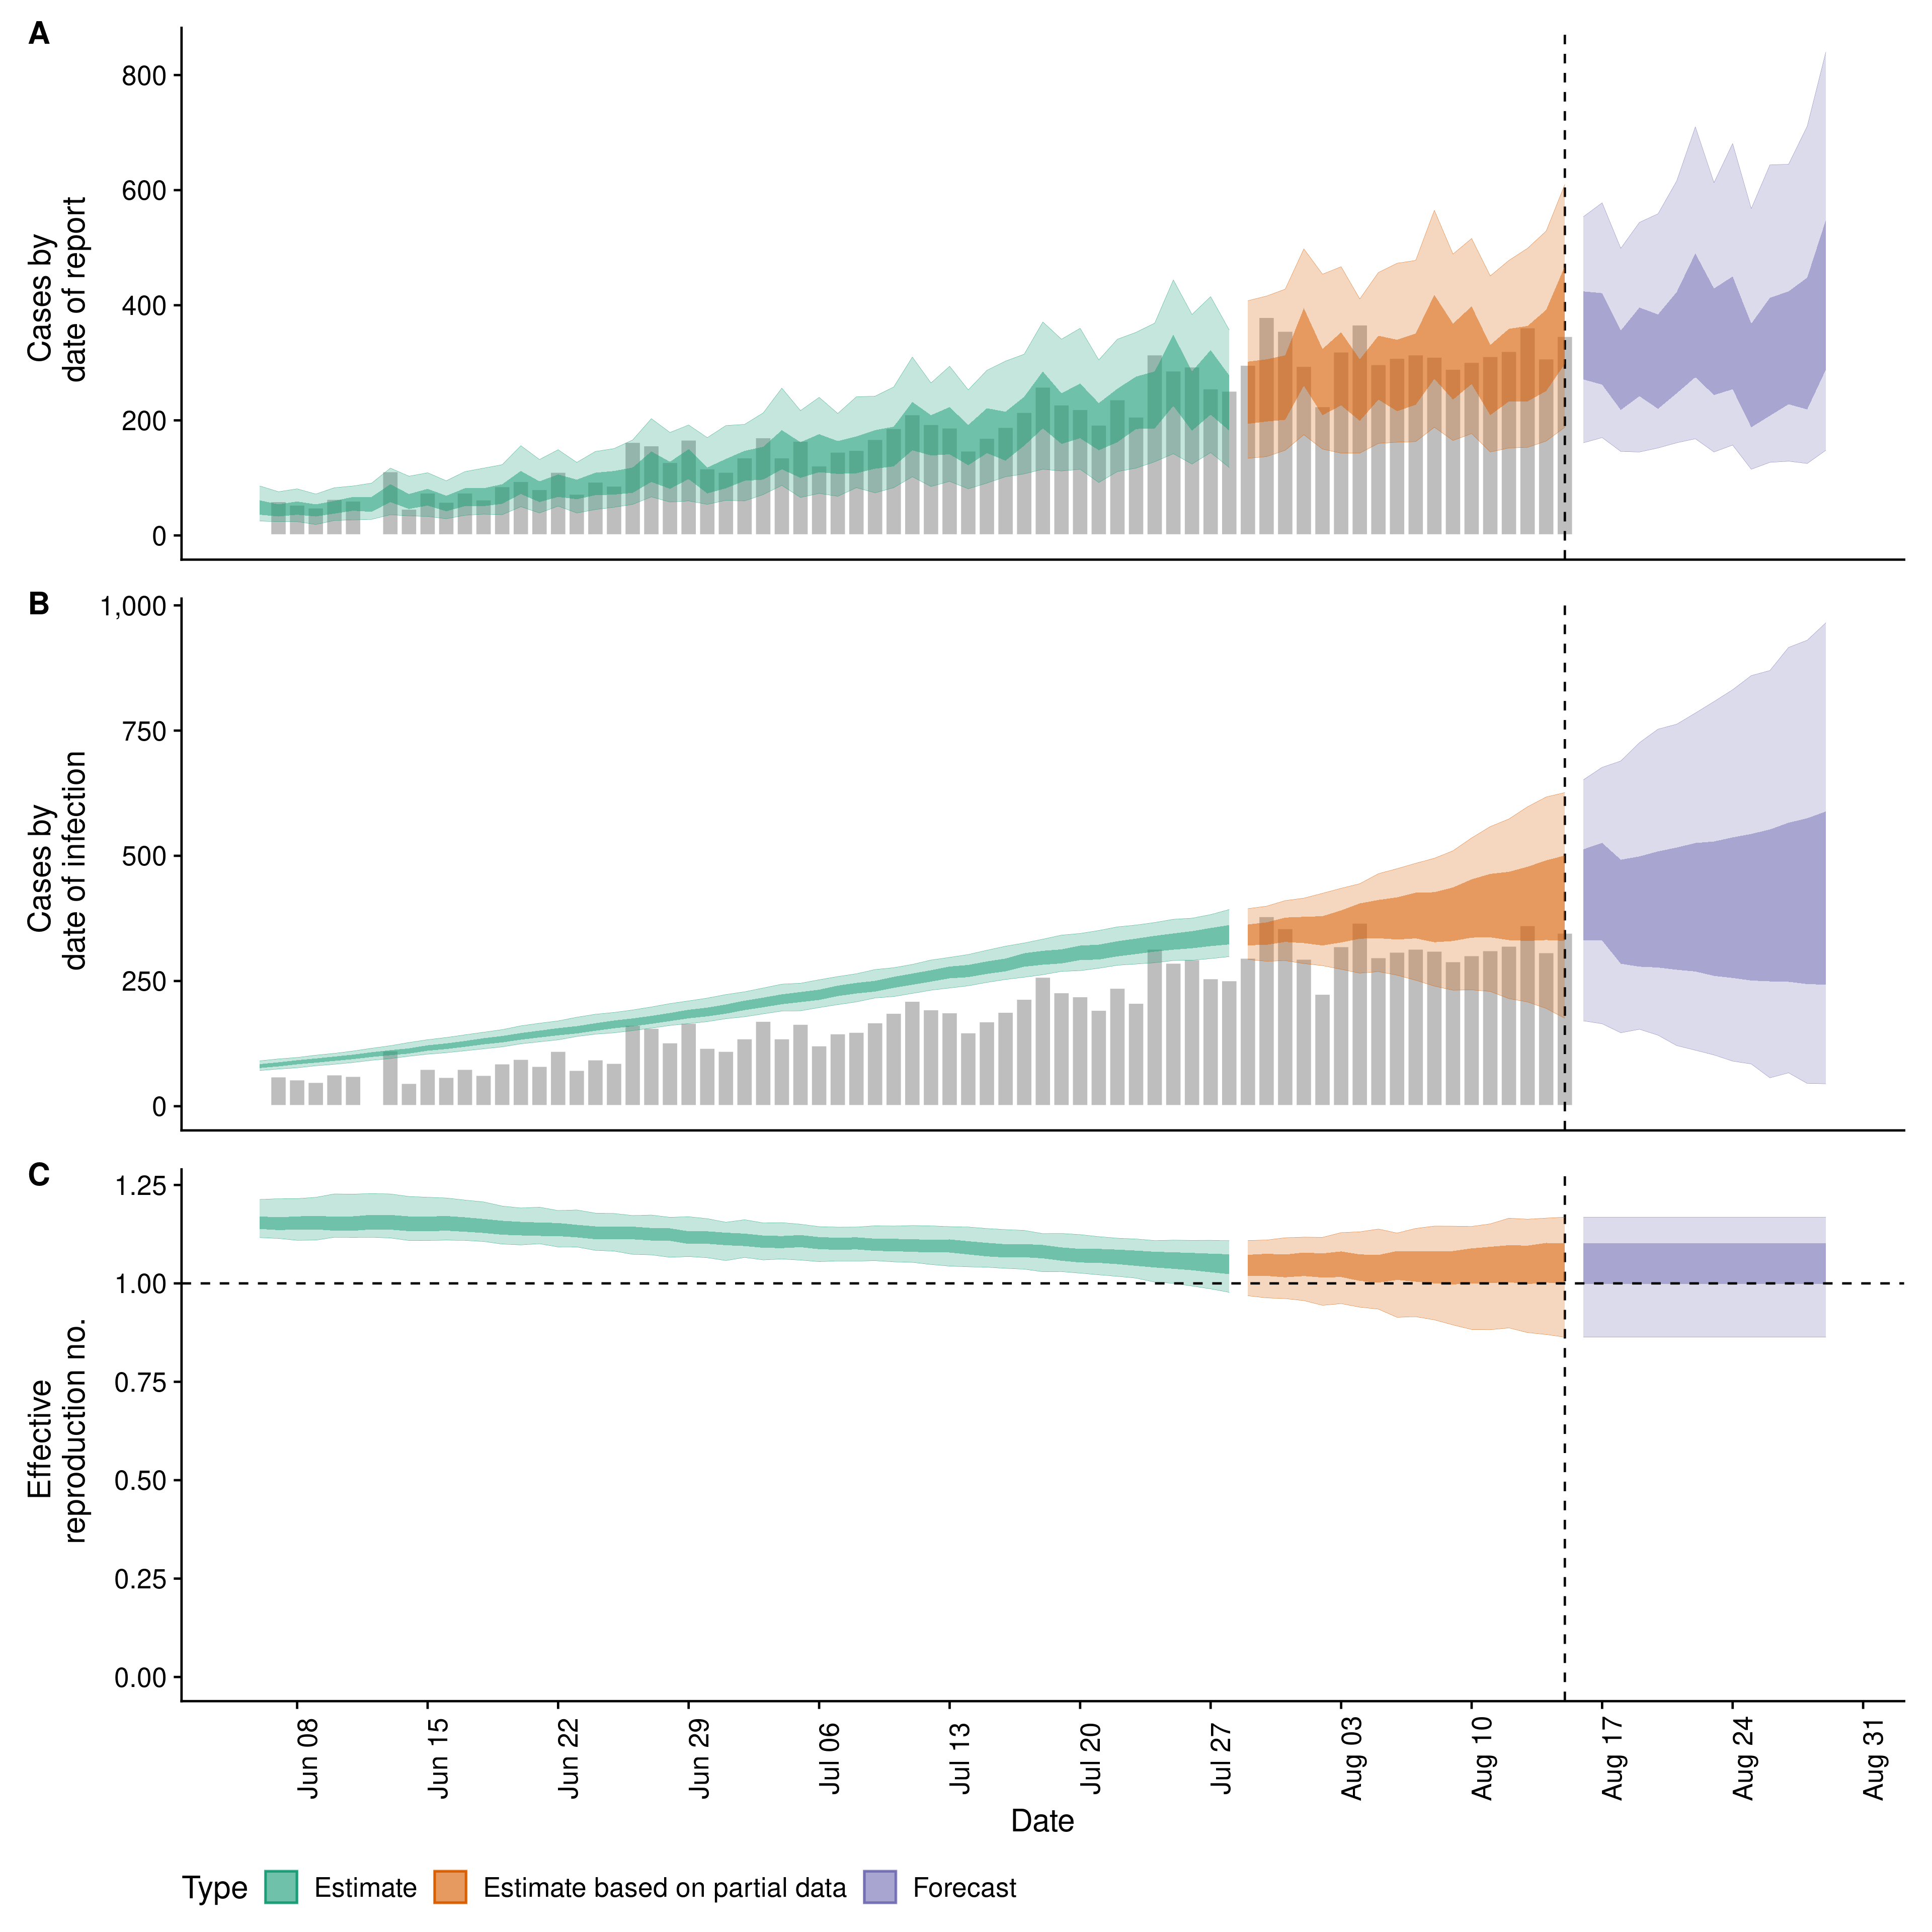 A
800
600
400
200
0
Cases by
date of report
B
1,000
750
500
250
0
Cases by
date of infection
C
1.25
1.00
0.75
0.50
0.25
0.00
Effective
reproduction no.
Jun 08
Jun 15
Jun 22
Jun 29
Jul 06
Jul 13
Jul 20
Jul 27
Aug 03
Aug 10
Aug 17
Aug 24
Aug 31
Date
Type Estimate Estimate based on partial data Forecast